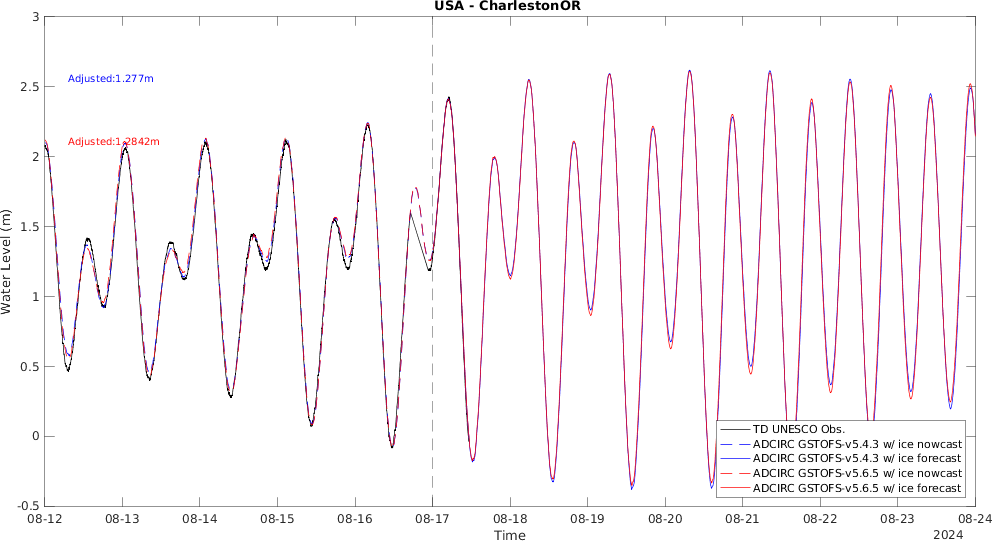 USA - CharlestonOR
3
2.5
2
1.5
1
0.5
0
-0.5
Water Level (m)
Adjusted:1.277m
Adjusted:1.2842m
TD UNESCO Obs.
ADCIRC GSTOFS-v5.4.3 w/ ice nowcast
ADCIRC GSTOFS-v5.4.3 w/ ice forecast
ADCIRC GSTOFS-v5.6.5 w/ ice nowcast
ADCIRC GSTOFS-v5.6.5 w/ ice forecast
08-12 08-13 08-14 08-15 08-16 08-17 08-18 08-19 08-20 08-21 08-22 08-23 08-24
Time
2024